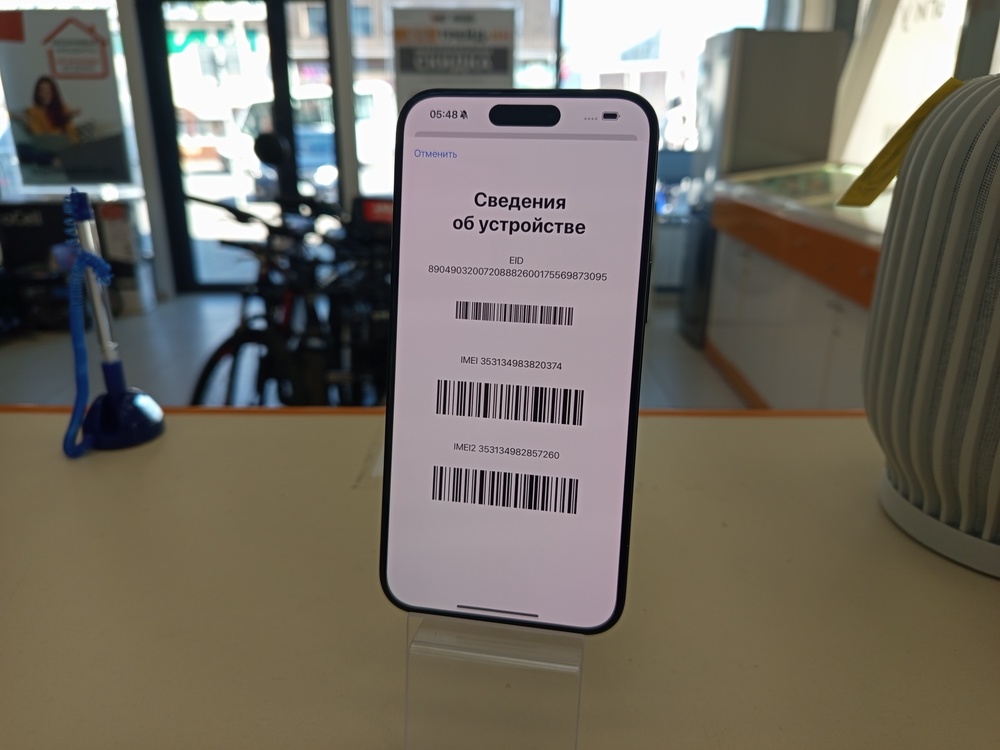 05:48
Отменить
Сведения
об устройстве
EID
89049032007208882600175569873095
IMEI 353134983820374
IMEI2 353134982857260